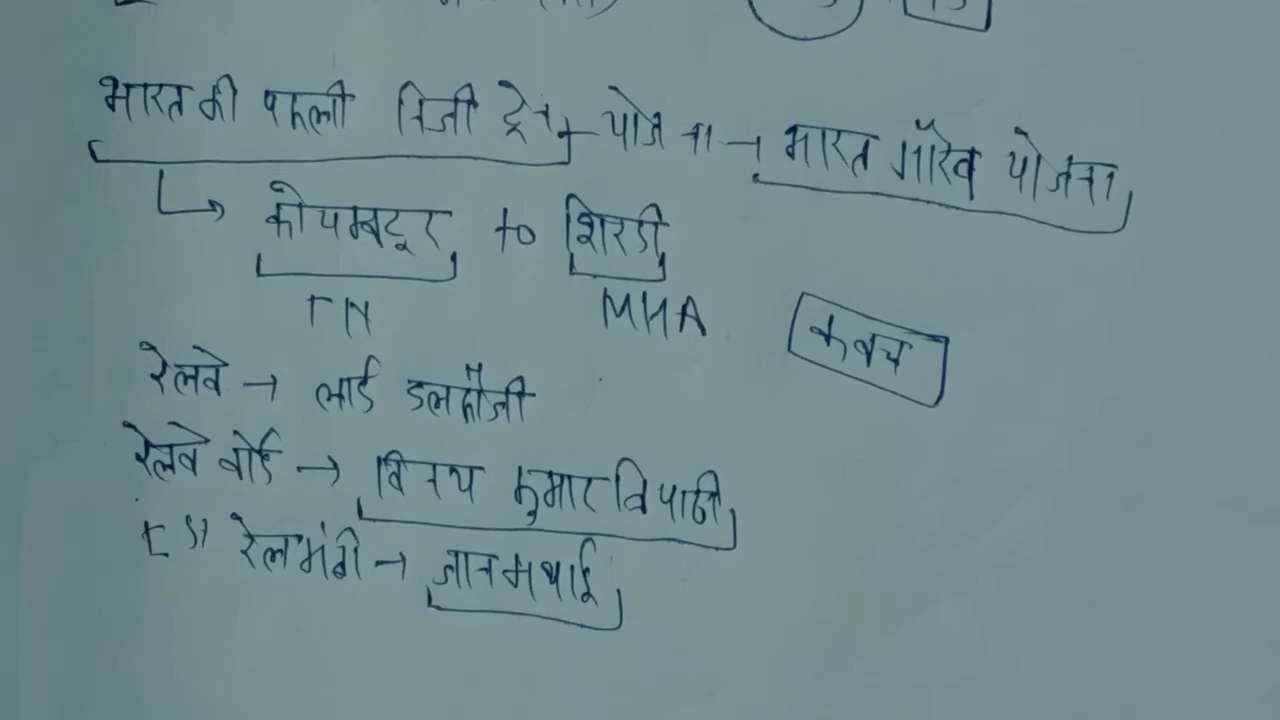 भारत की पहली निजी ट्रेन योजना → भारत गौरव योजना
↳ कोयम्बटूर to शिरडी
TN MHA
कवच
रेलवे → लार्ड डलहौजी
रेलवे बोर्ड → विनय कुमार त्रिपाठी
रेलमंत्री → जानमथाई